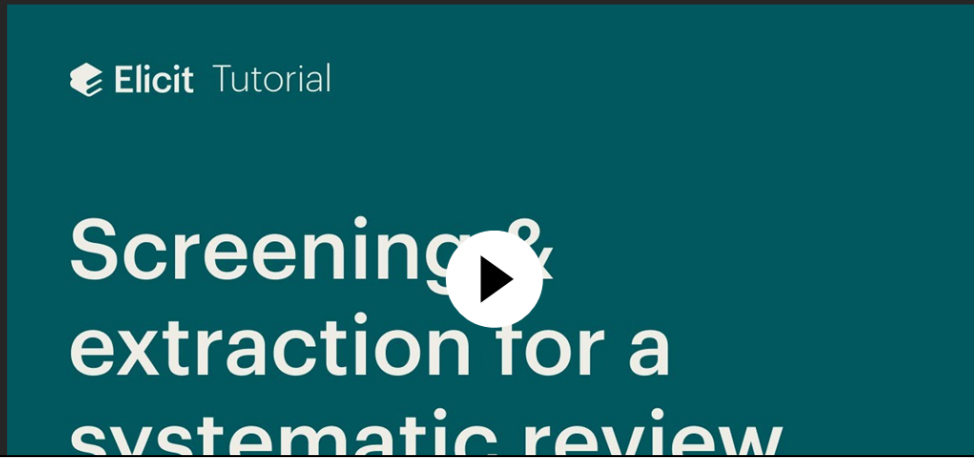 Elicit Tutorial
Screening &
extraction for a
systematic review